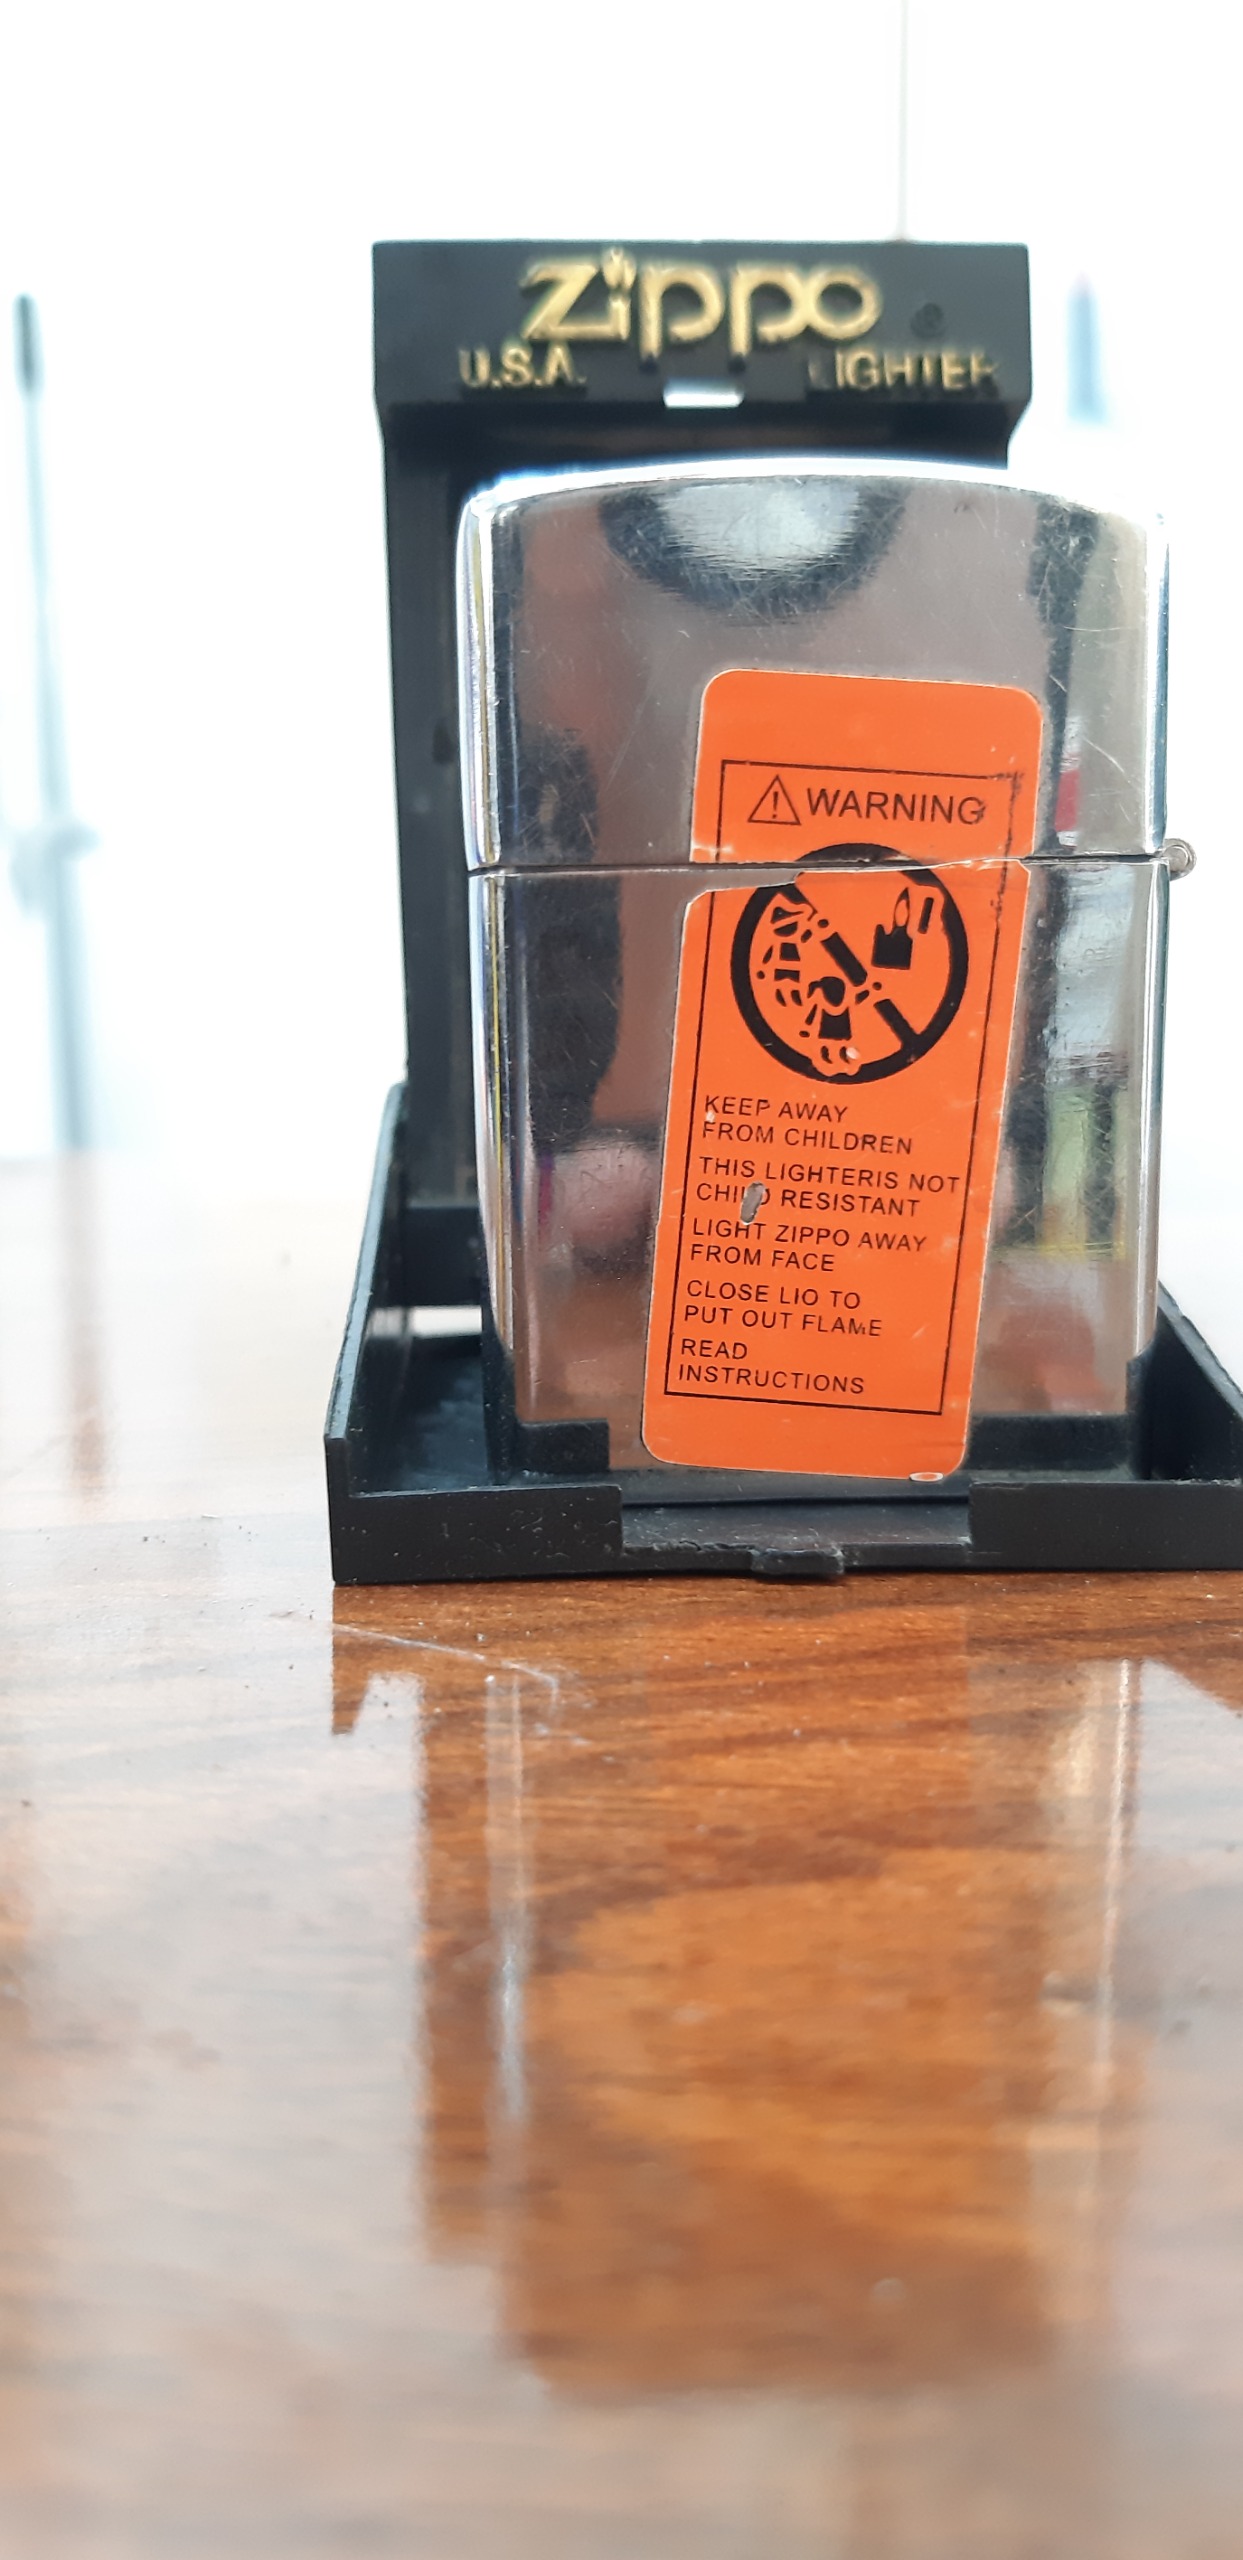 Zippo
U.S.A. LIGHTER
WARNING
KEEP AWAY
FROM CHILDREN
THIS LIGHTERIS NOT
CHILD RESISTANT
LIGHT ZIPPO AWAY
FROM FACE
CLOSE LIO TO
PUT OUT FLAME
READ
INSTRUCTIONS